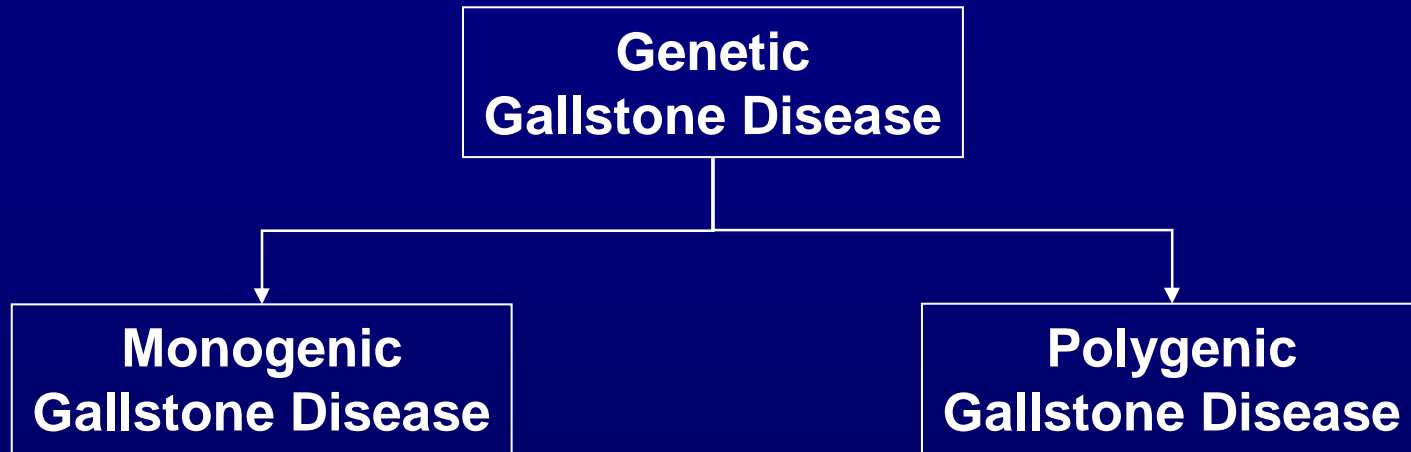 Genetic
Gallstone Disease
Monogenic
Gallstone Disease
Polygenic
Gallstone Disease